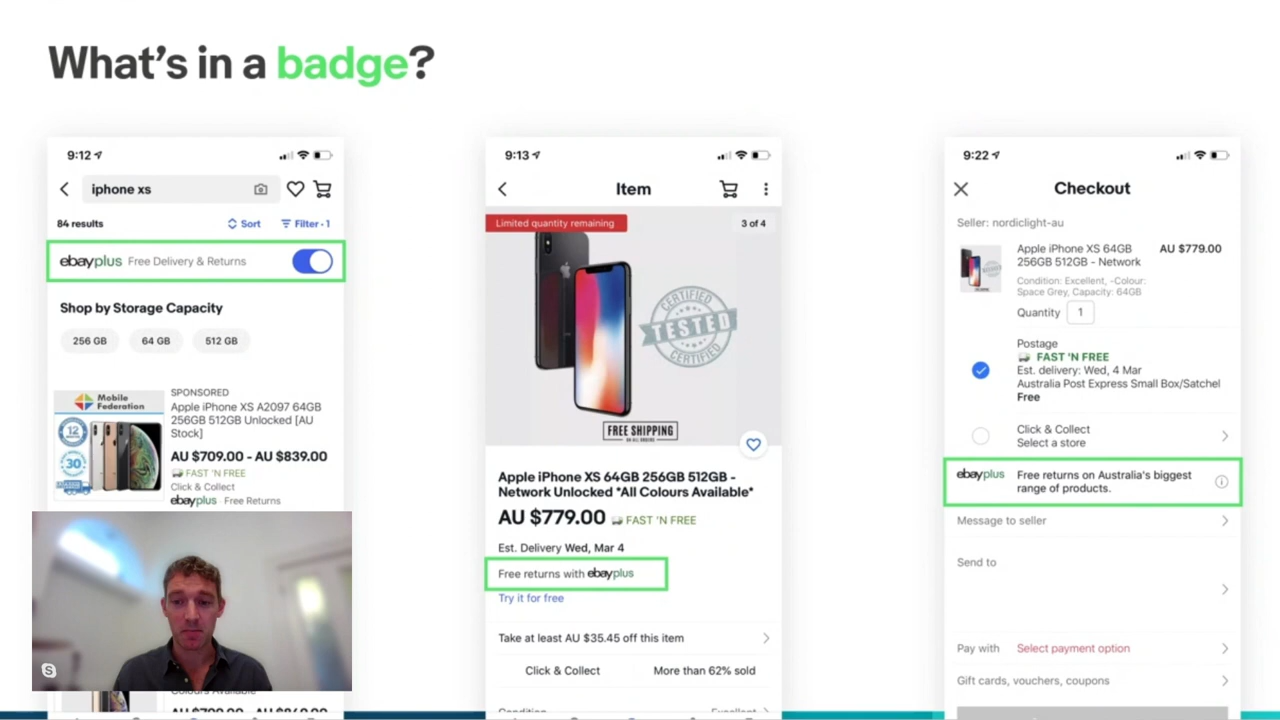 What's in a badge?
9:12
iphone xs
84 results
Sort
Filter · 1
ebayplus Free Delivery & Returns
Shop by Storage Capacity
256 GB
64 GB
512 GB
Mobile
Federation
12
30
SPONSORED
Apple iPhone XS A2097 64GB
256GB 512GB Unlocked [AU
Stock]
AU $709.00 - AU $839.00
FAST 'N FREE
Click & Collect
ebayplus Free Returns
9:13
Item
Limited quantity remaining
3 of 4
CERTIFIED
TESTED
CERTIFIED
FREE SHIPPING
Apple iPhone XS 64GB 256GB 512GB -
Network Unlocked *All Colours Available*
AU $779.00 FAST 'N FREE
Est. Delivery Wed, Mar 4
Free returns with ebayplus
Try it for free
Take at least AU $35.45 off this item
Click & Collect
More than 62% sold
9:22
Checkout
Seller: nordiclight-au
Apple iPhone XS 64GB
256GB 512GB - Network
AU $779.00
Condition: Excellent, -Colour:
Space Grey, Capacity: 64GB
Quantity 1
Postage
FAST 'N FREE
Est. delivery: Wed, 4 Mar
Australia Post Express Small Box/Satchel
Free
Click & Collect
Select a store
ebayplus Free returns on Australia's biggest
range of products.
Message to seller
Send to
Pay with Select payment option
Gift cards, vouchers, coupons